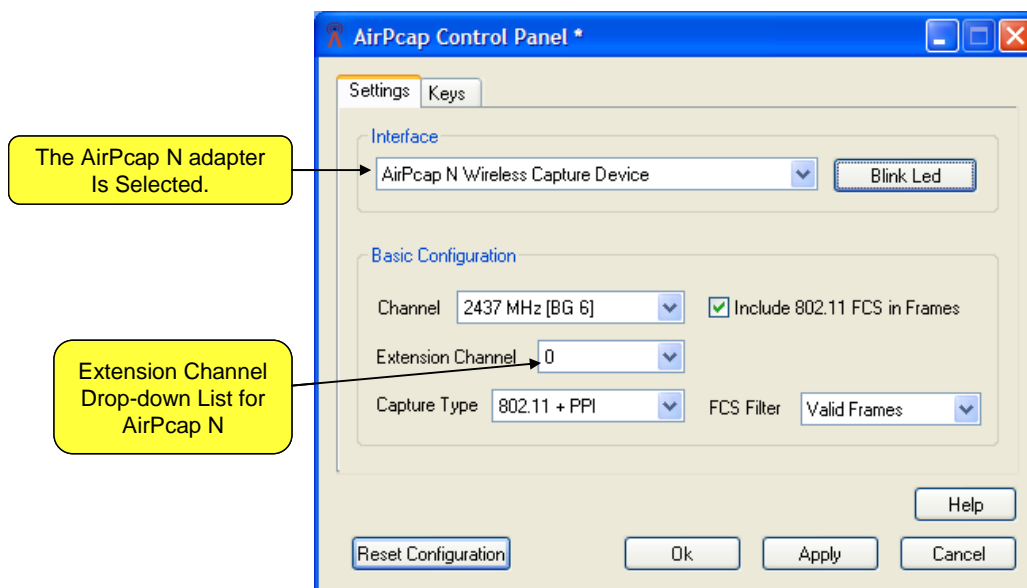 AirPcap Control Panel *
Settings
Keys
Interface
The AirPcap N adapter
Is Selected.
AirPcap N Wireless Capture Device
Blink Led
Basic Configuration
Channel
2437 MHz [BG 6]
Include 802.11 FCS in Frames
Extension Channel
0
Extension Channel
Drop-down List for
AirPcap N
Capture Type
802.11 + PPI
FCS Filter
Valid Frames
Help
Reset Configuration
Ok
Apply
Cancel